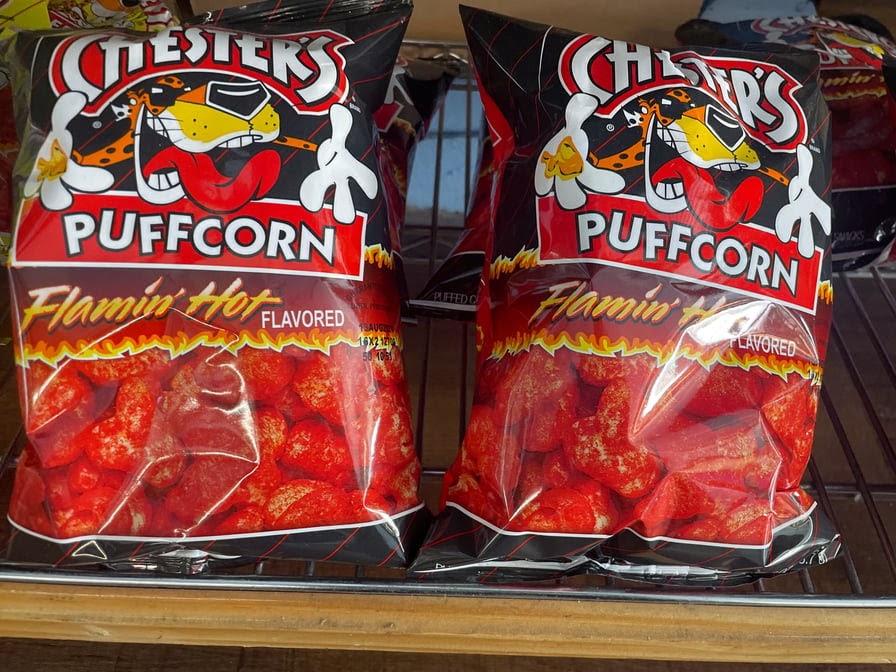 CHESTER'S
PUFFCORN
Flamin' Hot
FLAVORED
CHESTER'S
PUFFCORN
Flamin' Hot
FLAVORED